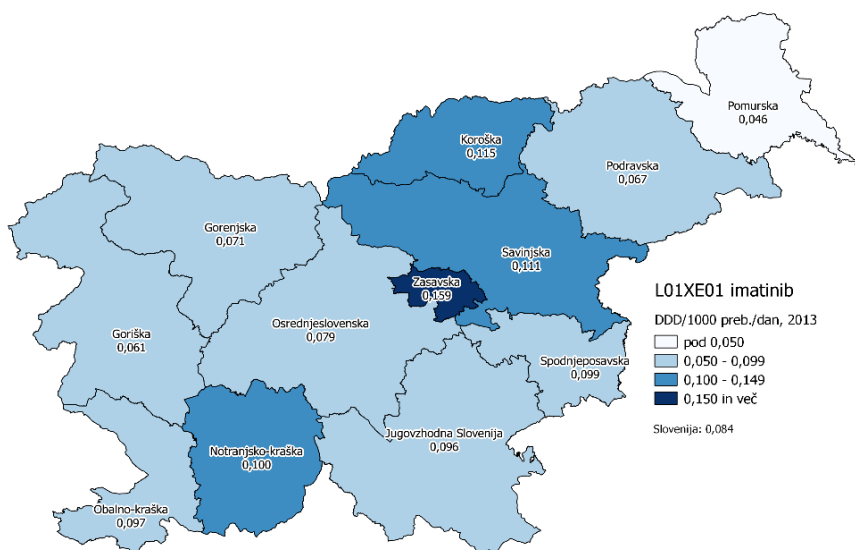 Pomurska
0,046
Koroška
0,115
Podravska
0,067
Gorenjska
0,071
Savinjska
0,111
Zasavska
0,159
Goriška
0,061
Osrednjeslovenska
0,079
Spodnjeposavska
0,099
Notranjsko-kraška
0,100
Jugovzhodna Slovenija
0,096
Obalno-kraška
0,097
L01XE01 imatinib
DDD/1000 preb./dan, 2013
pod 0,050
0,050 - 0,099
0,100 - 0,149
0,150 in več
Slovenija: 0,084